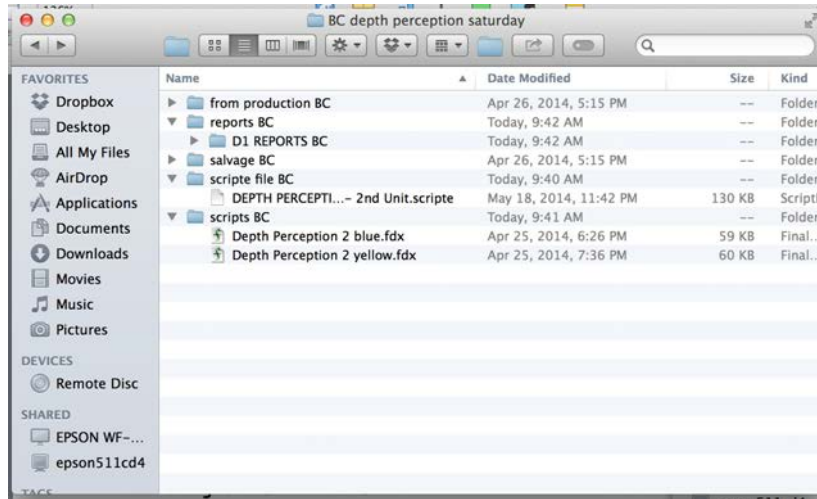 BC depth perception saturday
FAVORITES
Dropbox
Desktop
All My Files
AirDrop
Applications
Documents
Downloads
Movies
Music
Pictures
DEVICES
Remote Disc
SHARED
EPSON WF-...
epson511cd4
TAGS
Name Date Modified Size Kind
from production BC Apr 26, 2014, 5:15 PM -- Folder
reports BC Today, 9:42 AM -- Folder
D1 REPORTS BC Today, 9:42 AM -- Folder
salvage BC Apr 26, 2014, 5:15 PM -- Folder
scripte file BC Today, 9:40 AM -- Folder
DEPTH PERCEPTI...- 2nd Unit.scripte May 18, 2014, 11:42 PM 130 KB Script
scripts BC Today, 9:41 AM -- Folder
Depth Perception 2 blue.fdx Apr 25, 2014, 6:26 PM 59 KB Final...
Depth Perception 2 yellow.fdx Apr 25, 2014, 7:36 PM 60 KB Final...